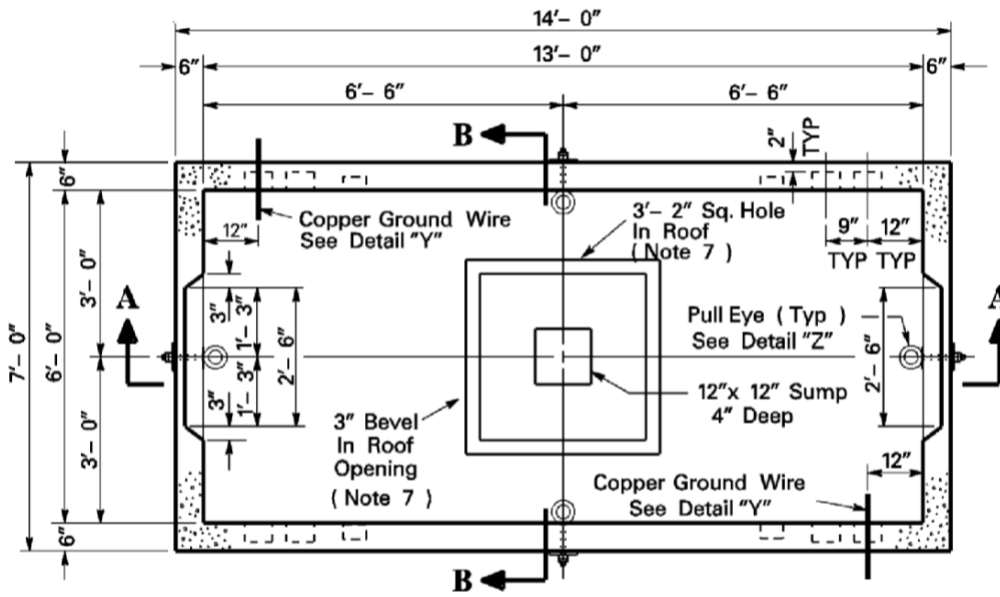 14'- 0"
6"
13'- 0"
6"
6'- 6"
6'- 6"
B
2"
TYP
6"
Copper Ground Wire
See Detail "Y"
3'- 2" Sq. Hole
In Roof
( Note 7 )
12"
9"
12"
TYP
TYP
A
A
7'- 0"
6'- 0"
3'- 0"
3'- 0"
3"
1'- 3"
1'- 3"
3"
2'- 6"
Pull Eye ( Typ )
See Detail "Z"
2'- 6"
12"x 12" Sump
4" Deep
3" Bevel
In Roof
Opening
( Note 7 )
12"
Copper Ground Wire
See Detail "Y"
6"
B